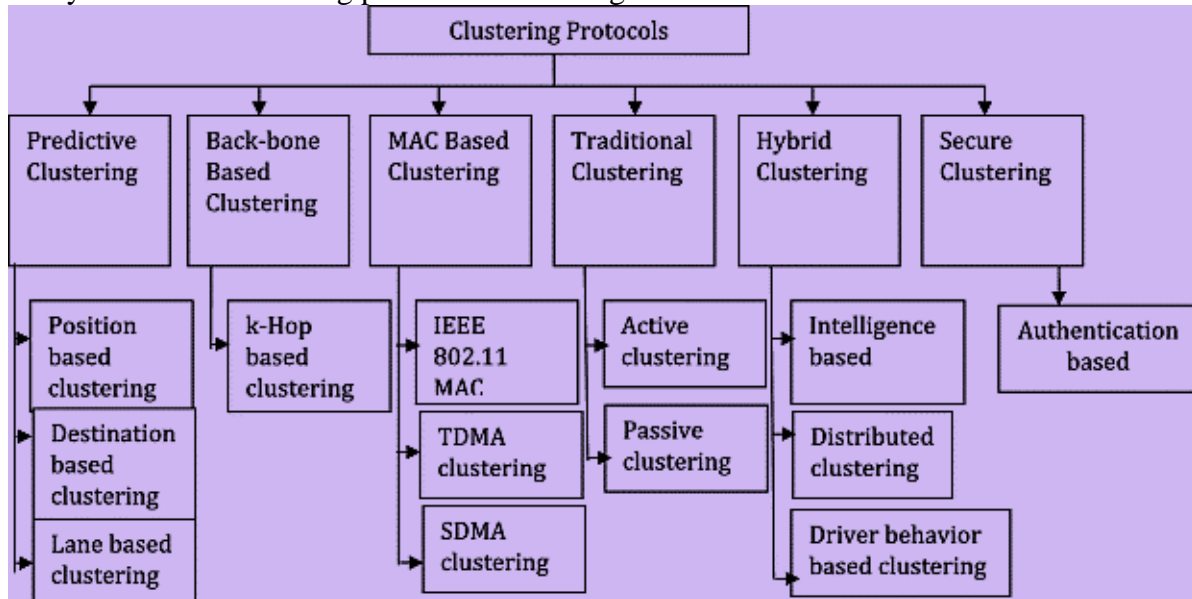 Clustering Protocols
Predictive
Clustering
Back-bone
Based
Clustering
MAC Based
Clustering
Traditional
Clustering
Hybrid
Clustering
Secure
Clustering
Position
based
clustering
Destination
based
clustering
Lane based
clustering
k-Hop
based
clustering
IEEE
802.11
MAC
TDMA
clustering
SDMA
clustering
Active
clustering
Passive
clustering
Intelligence
based
Distributed
clustering
Driver behavior
based clustering
Authentication
based